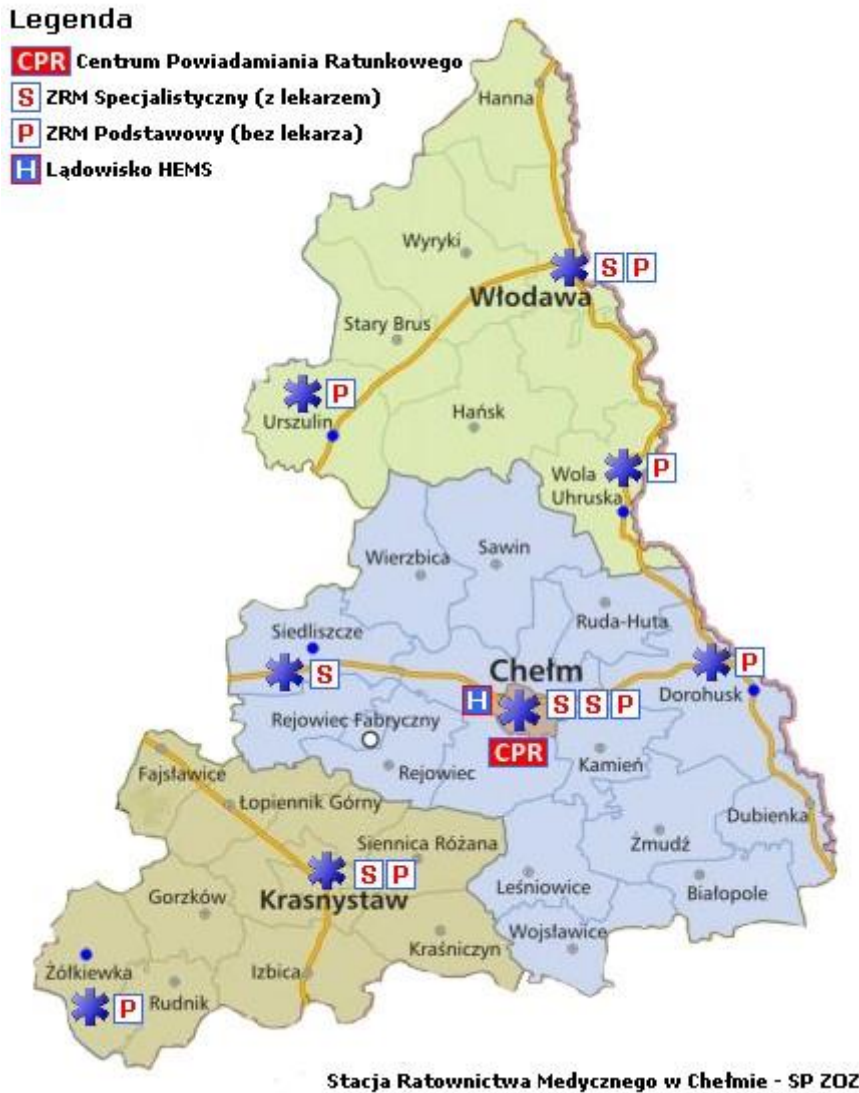 Legenda
CPR Centrum Powiadamiania Ratunkowego
S ZRM Specjalistyczny (z lekarzem)
P ZRM Podstawowy (bez lekarza)
H Lądowisko HEMS
Hanna
Wyryki
S P
Włodawa
Stary Brus
P
Urszulin
Hańsk
Wola
Uhruska
P
Sawin
Wierzbica
Ruda-Huta
Siedliszcze
S
Chełm
P
Dorohusk
H
S S P
Rejowiec Fabryczny
CPR
Rejowiec
Kamień
Fajsławice
Łopiennik Górny
Dubienka
Siennica Różana
Żmudź
S P
Krasnystaw
Leśniowice
Białopole
Gorzków
Kraśniczyn
Wojsławice
Żółkiewka
Izbica
Rudnik
P
Stacja Ratownictwa Medycznego w Chełmie - SP ZOZ